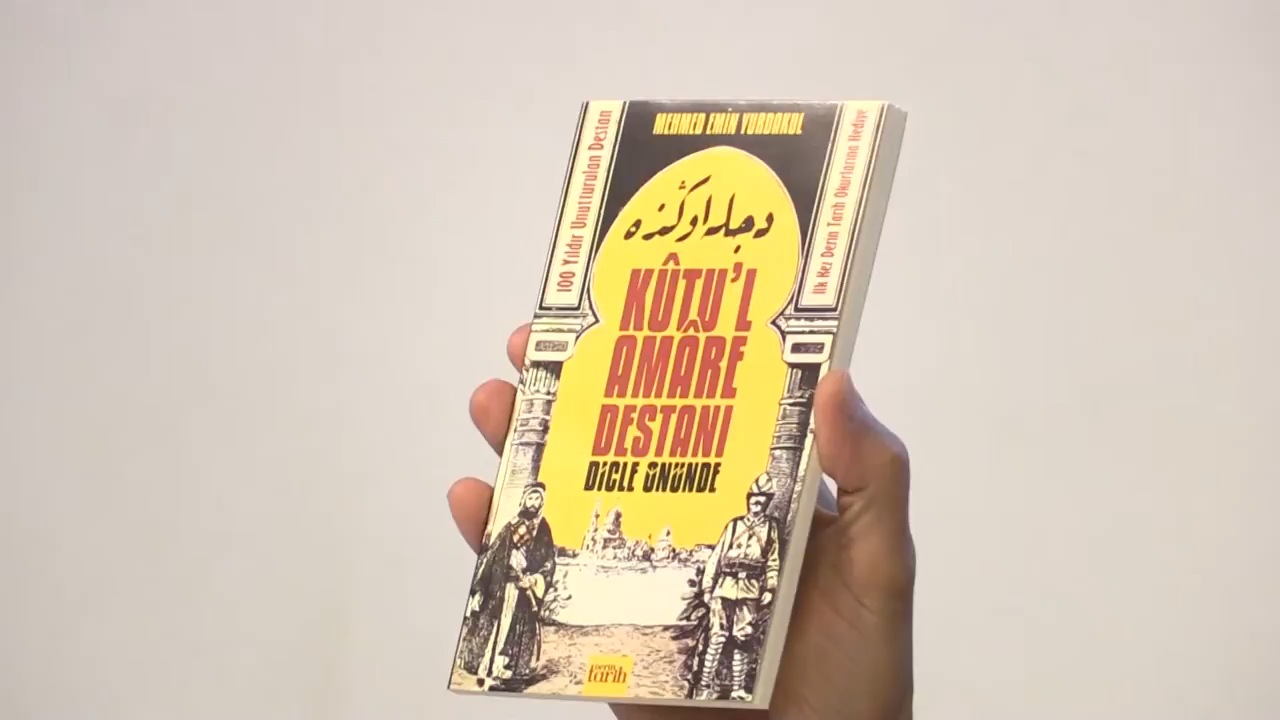 MEHMED EMİN YURDAKUL
100 Yıldır Unutturulan Destan
İlk Kez Derin Tarih Okurlarına Hediye
دجله اوڭنده
KÛTU'L
AMÂRE
DESTANI
DİCLE ÖNÜNDE
derin
tarih